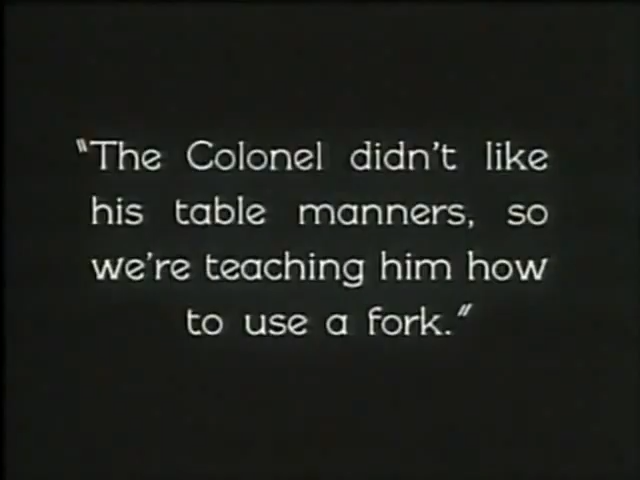 "The Colonel didn't like
his table manners, so
we're teaching him how
to use a fork."